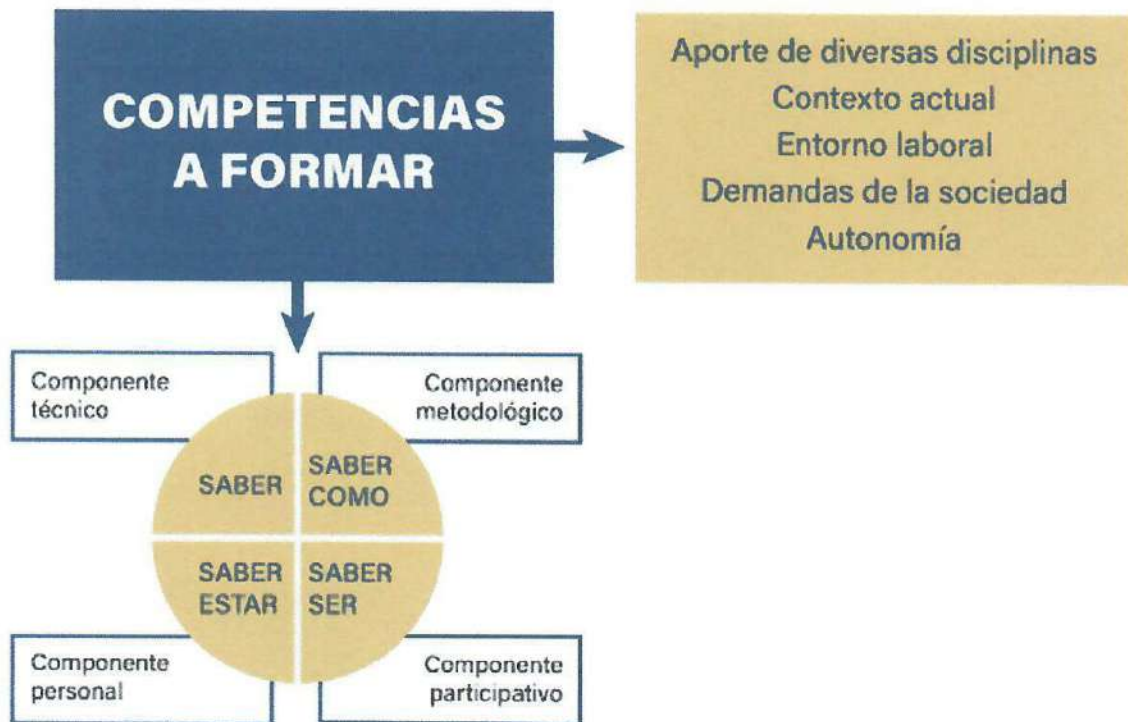 COMPETENCIAS
A FORMAR
Aporte de diversas disciplinas
Contexto actual
Entorno laboral
Demandas de la sociedad
Autonomía
Componente
técnico
Componente
metodológico
SABER
SABER
COMO
SABER
ESTAR
SABER
SER
Componente
personal
Componente
participativo